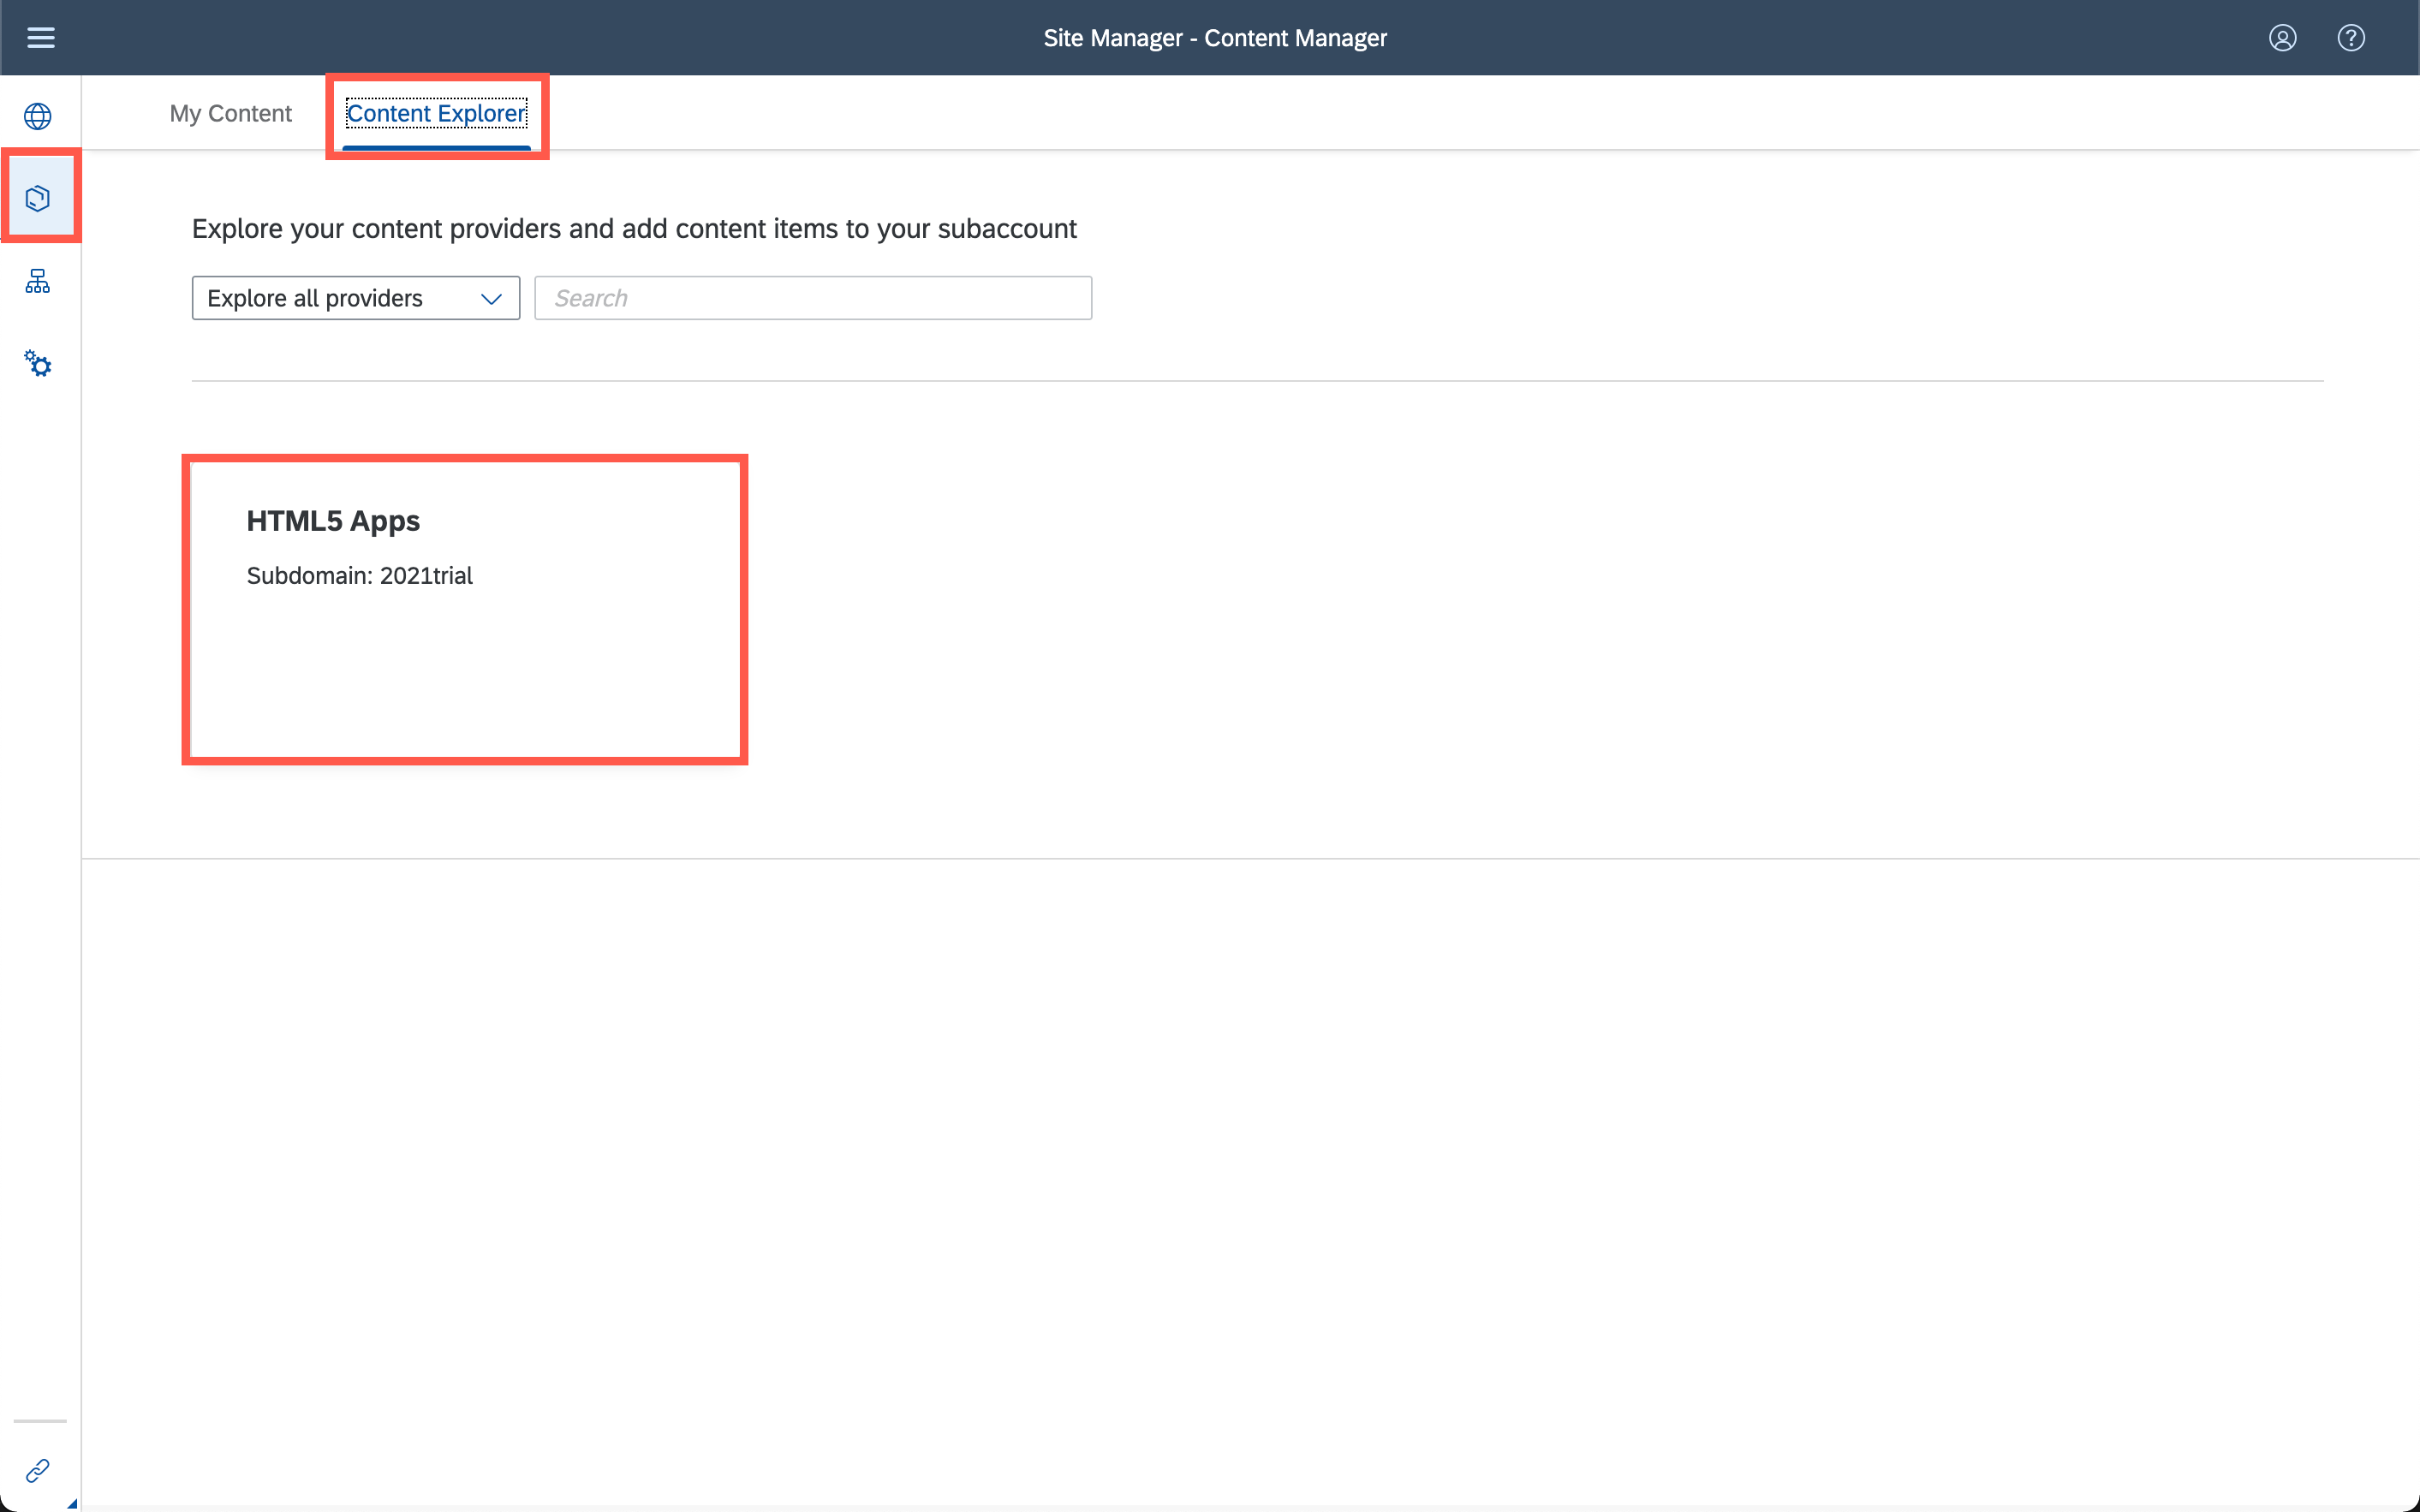 Site Manager - Content Manager
My Content
Content Explorer
Explore your content providers and add content items to your subaccount
Explore all providers
Search
HTML5 Apps
Subdomain: 2021trial